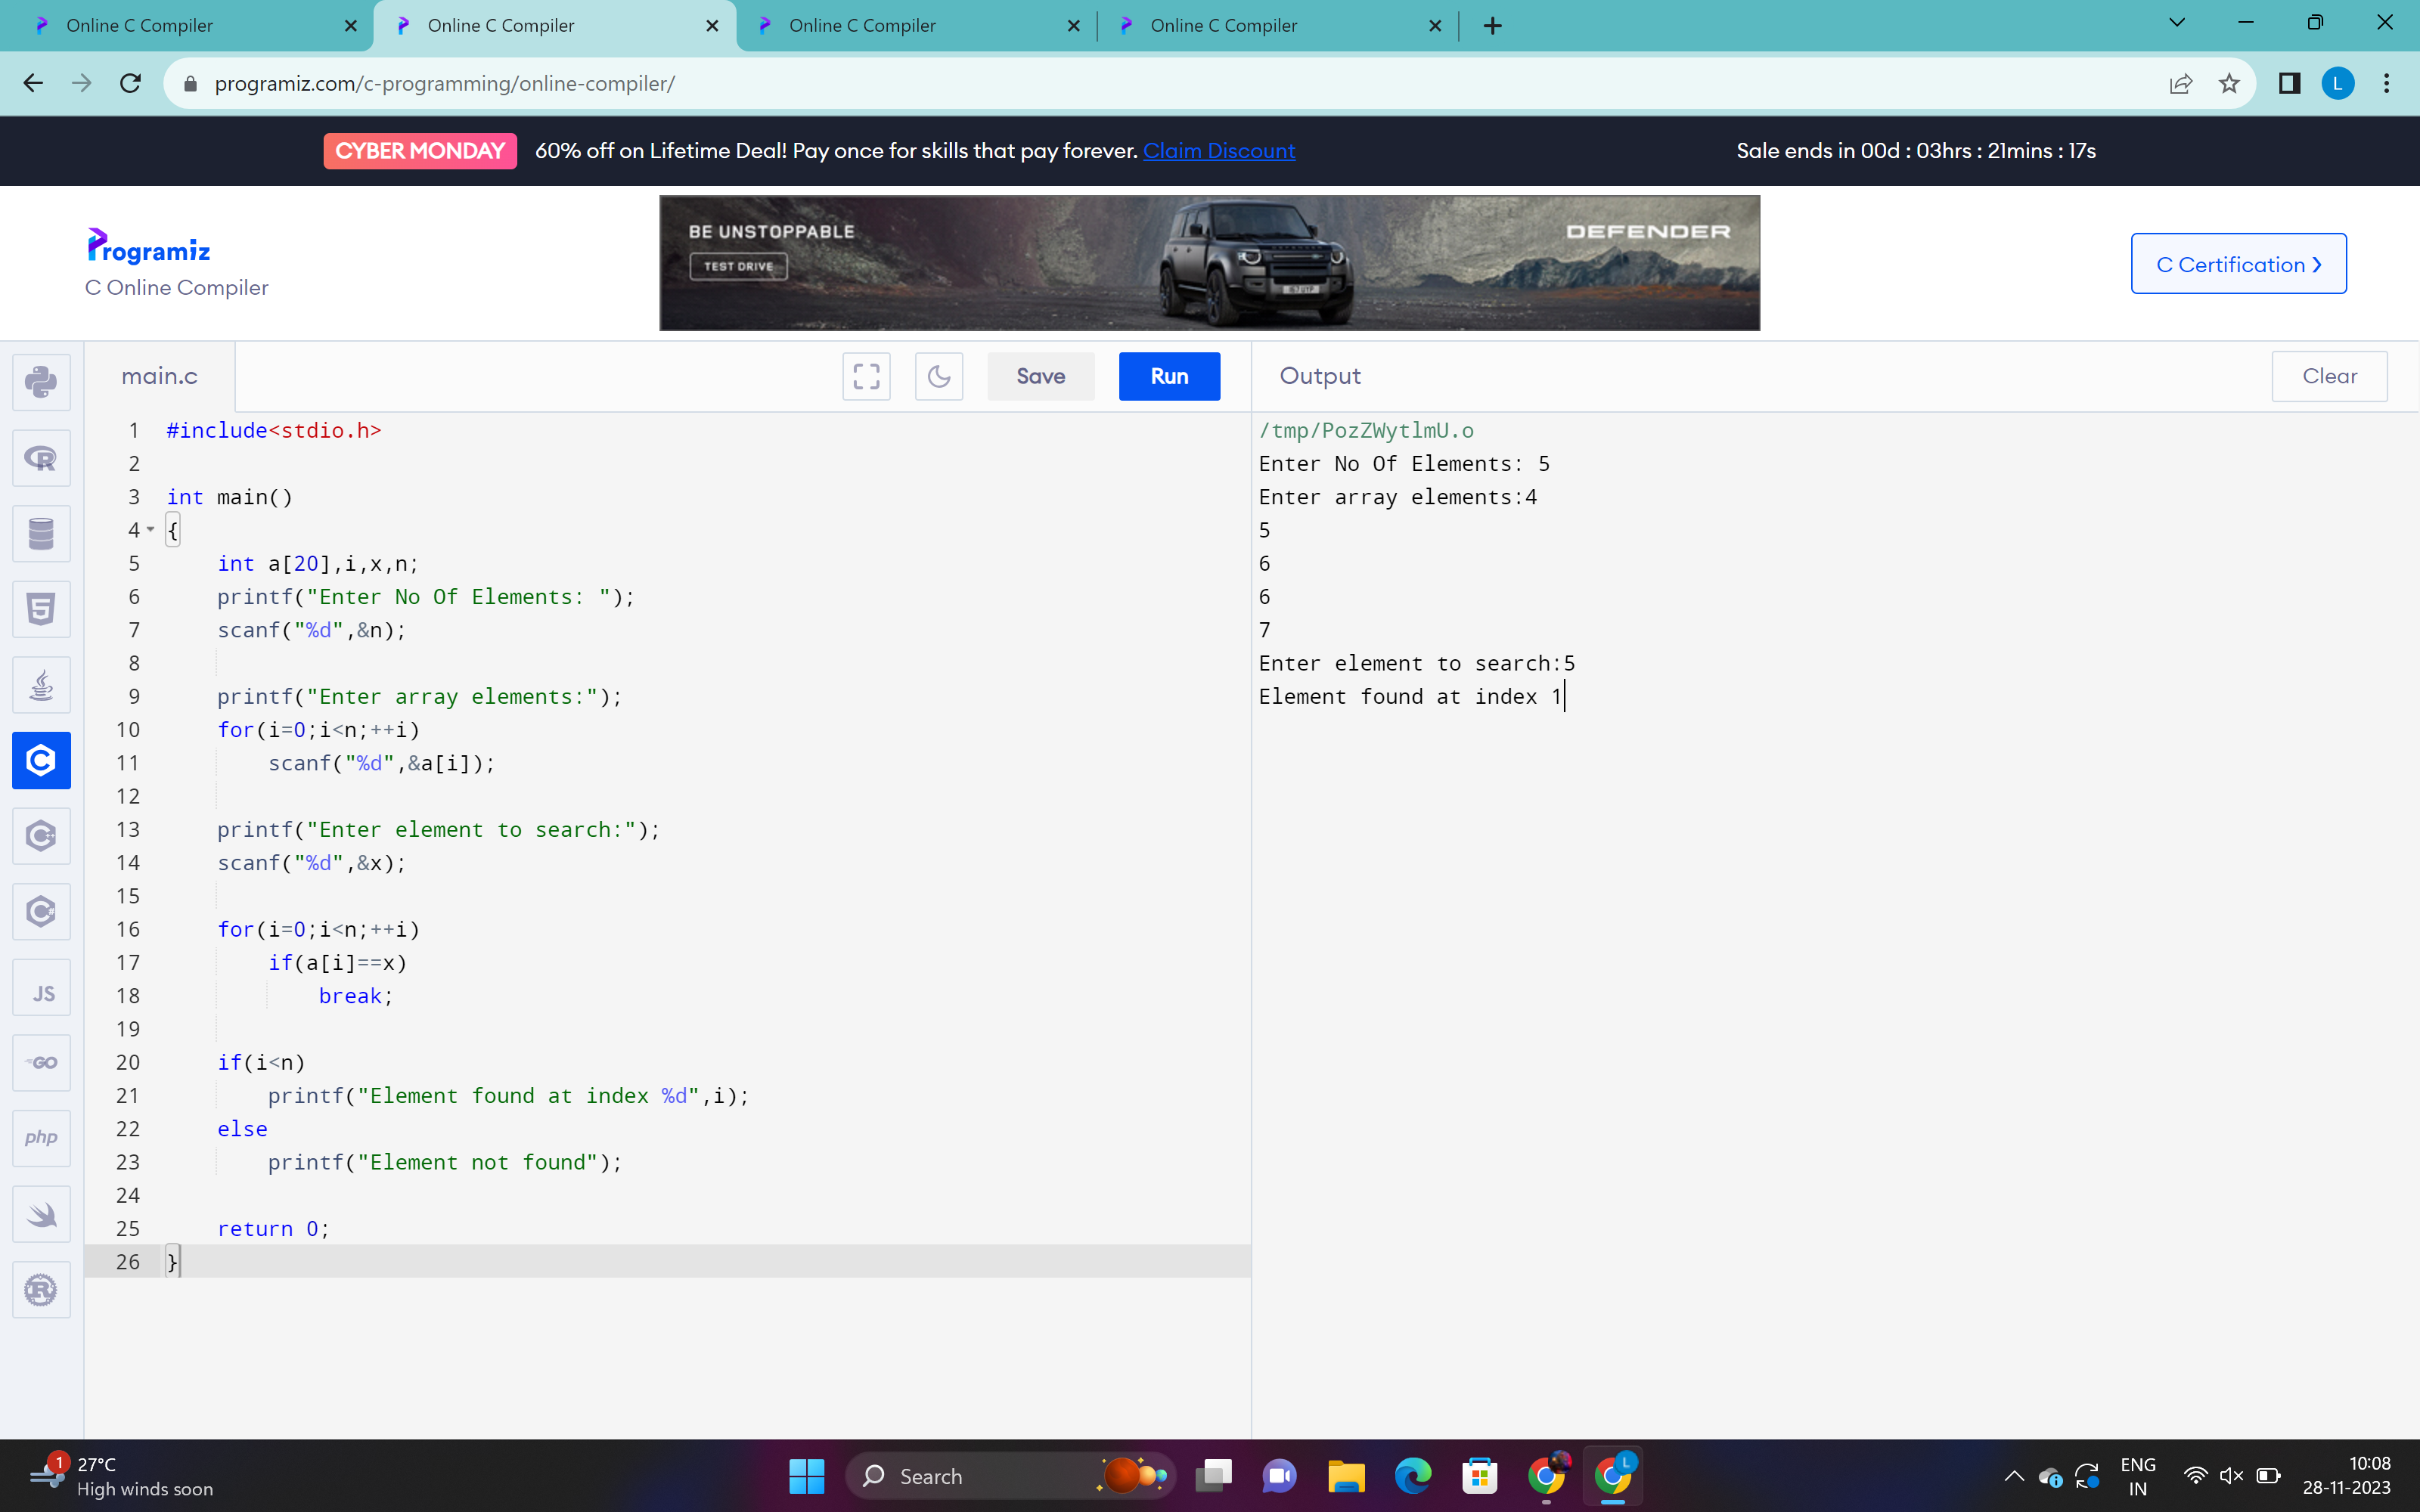 Online C Compiler
Online C Compiler
Online C Compiler
Online C Compiler
programiz.com/c-programming/online-compiler/
L
CYBER MONDAY 60% off on Lifetime Deal! Pay once for skills that pay forever. Claim Discount
Sale ends in 00d : 03hrs : 21mins : 17s
Programiz
C Online Compiler
BE UNSTOPPABLE
TEST DRIVE
DEFENDER
C Certification
main.c
Save
Run
Output
Clear
1 #include<stdio.h>
2
3 int main()
4 {
5 int a[20],i,x,n;
6 printf("Enter No Of Elements: ");
7 scanf("%d",&n);
8
9 printf("Enter array elements:");
10 for(i=0;i<n;++i)
11 scanf("%d",&a[i]);
12
13 printf("Enter element to search:");
14 scanf("%d",&x);
15
16 for(i=0;i<n;++i)
17 if(a[i]==x)
18 break;
19
20 if(i<n)
21 printf("Element found at index %d",i);
22 else
23 printf("Element not found");
24
25 return 0;
26 }
/tmp/PozZWytlmU.o
Enter No Of Elements: 5
Enter array elements:4
5
6
6
7
Enter element to search:5
Element found at index 1
R
5
C
C
C
JS
GO
php
R
1
27°C
High winds soon
Search
L
ENG
IN
10:08
28-11-2023